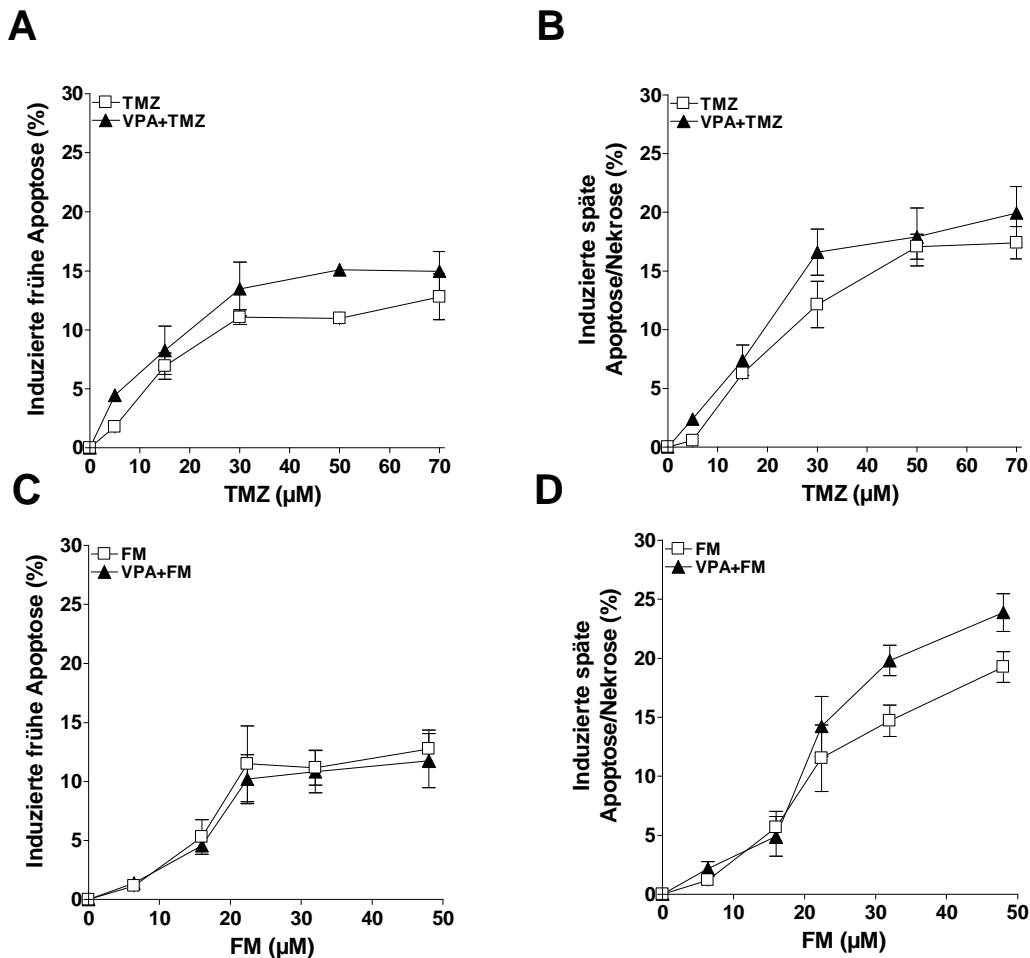 A
B
Induzierte frühe Apoptose (%)
30
25
20
15
10
5
0
TMZ
VPA+TMZ
0 10 20 30 40 50 60 70
TMZ (µM)
Induzierte späte
Apoptose/Nekrose (%)
30
25
20
15
10
5
0
TMZ
VPA+TMZ
0 10 20 30 40 50 60 70
TMZ (µM)
C
D
Induzierte frühe Apoptose (%)
30
25
20
15
10
5
0
FM
VPA+FM
0 10 20 30 40 50
FM (µM)
Induzierte späte
Apoptose/Nekrose (%)
30
25
20
15
10
5
0
FM
VPA+FM
0 10 20 30 40 50
FM (µM)